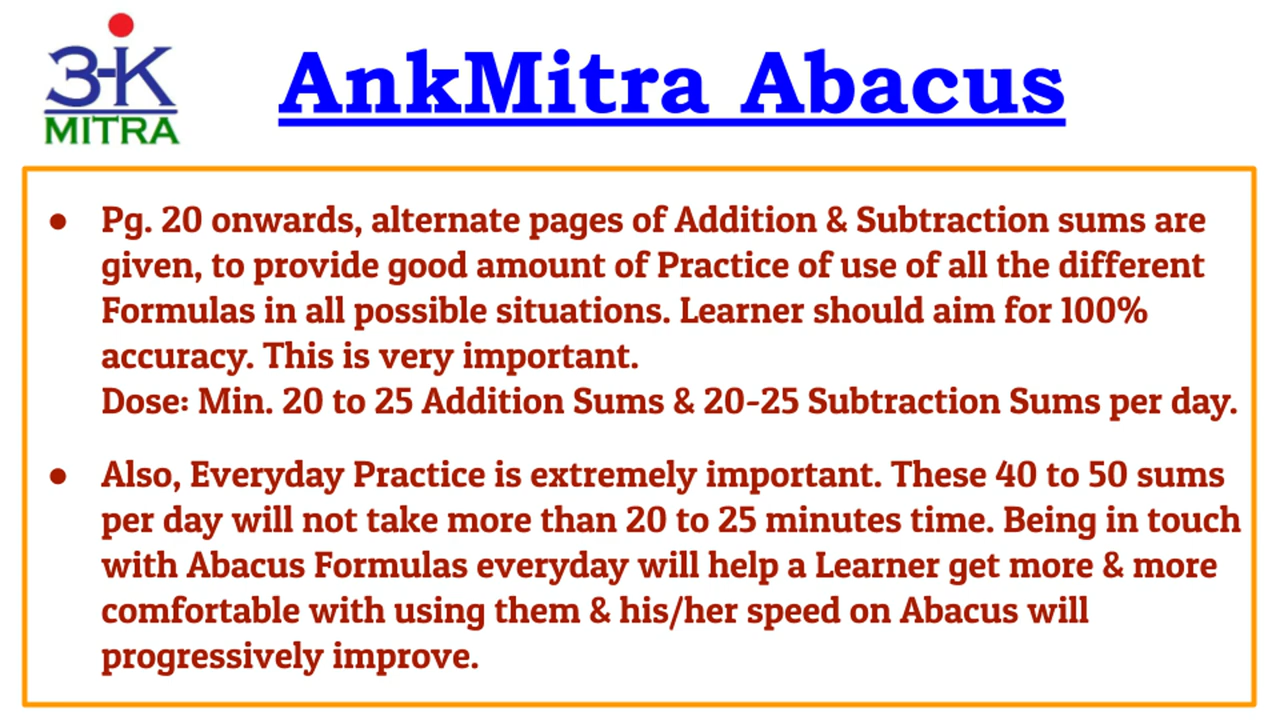 3-K
MITRA
AnkMitra Abacus
● Pg. 20 onwards, alternate pages of Addition & Subtraction sums are
given, to provide good amount of Practice of use of all the different
Formulas in all possible situations. Learner should aim for 100%
accuracy. This is very important.
Dose: Min. 20 to 25 Addition Sums & 20-25 Subtraction Sums per day.
● Also, Everyday Practice is extremely important. These 40 to 50 sums
per day will not take more than 20 to 25 minutes time. Being in touch
with Abacus Formulas everyday will help a Learner get more & more
comfortable with using them & his/her speed on Abacus will
progressively improve.